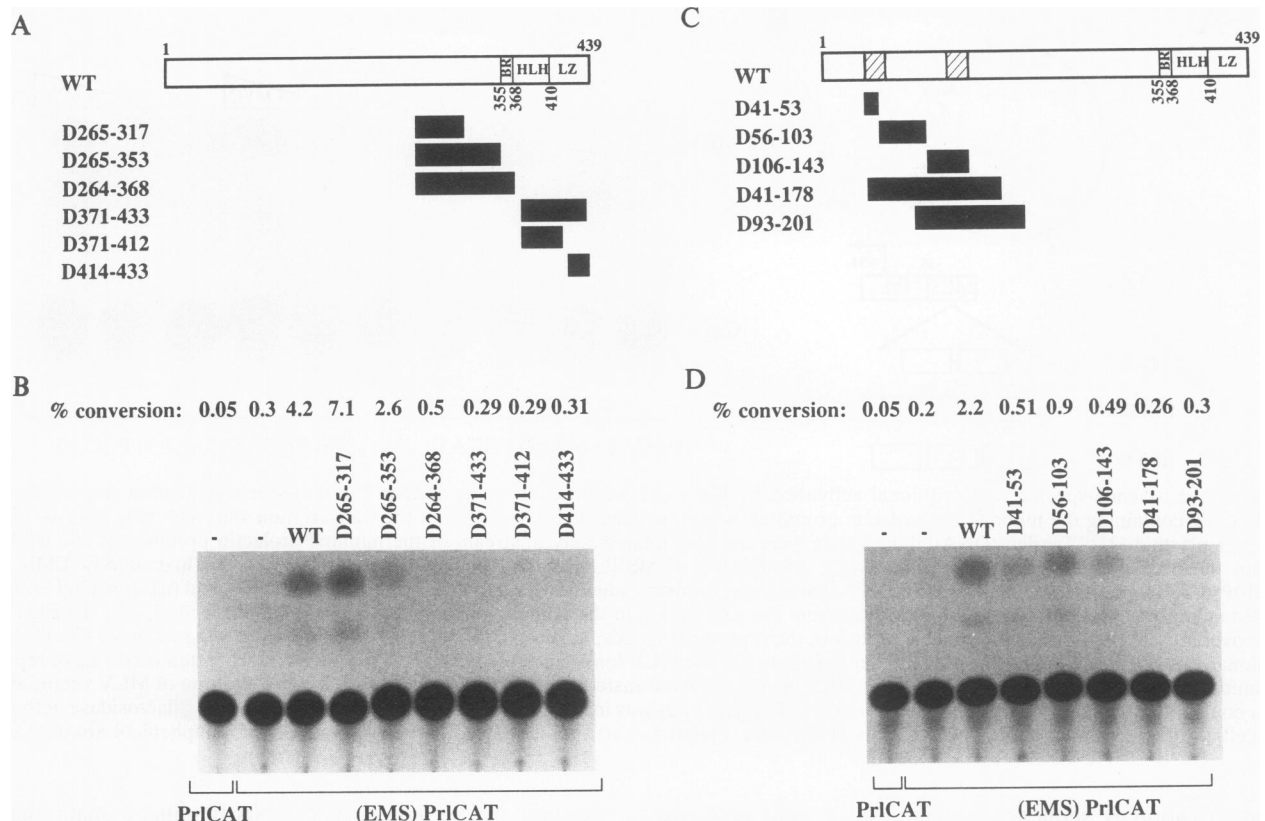 A
1
439
WT
BR
HLH
LZ
355
368
410
D265-317
D265-353
D264-368
D371-433
D371-412
D414-433
B
% conversion: 0.05 0.3 4.2 7.1 2.6 0.5 0.29 0.29 0.31
- - WT D265-317 D265-353 D264-368 D371-433 D371-412 D414-433
PrlCAT (EMS) PrlCAT
C
1
439
WT
BR
HLH
LZ
355
368
410
D41-53
D56-103
D106-143
D41-178
D93-201
D
% conversion: 0.05 0.2 2.2 0.51 0.9 0.49 0.26 0.3
- - WT D41-53 D56-103 D106-143 D41-178 D93-201
PrlCAT (EMS) PrlCAT